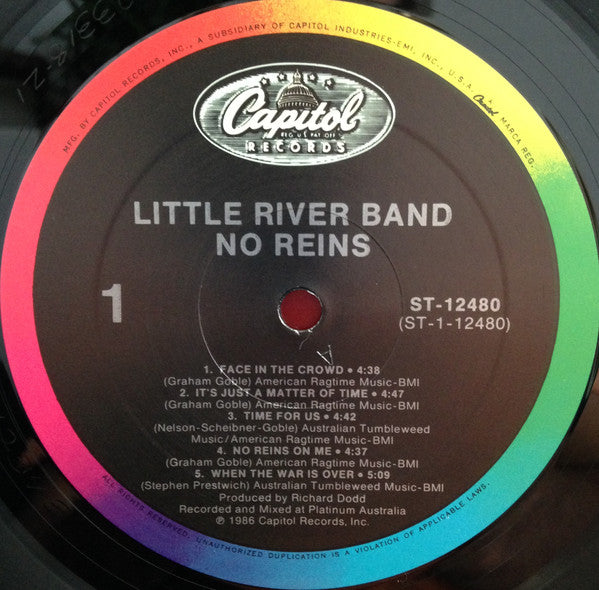 MFG. BY CAPITOL RECORDS, INC., A SUBSIDIARY OF CAPITOL INDUSTRIES-EMI, INC., U.S.A. Capitol MARCA REG.
Capitol
REG. U.S. PAT. OFF.
RECORDS
LITTLE RIVER BAND
NO REINS
1
ST-12480
(ST-1-12480)
1. FACE IN THE CROWD • 4:38
(Graham Goble) American Ragtime Music-BMI
2. IT'S JUST A MATTER OF TIME • 4:47
(Graham Goble) American Ragtime Music-BMI
3. TIME FOR US • 4:42
(Nelson-Scheibner-Goble) Australian Tumbleweed
Music/American Ragtime Music-BMI
4. NO REINS ON ME • 4:37
(Graham Goble) American Ragtime Music-BMI
5. WHEN THE WAR IS OVER • 5:09
(Stephen Prestwich) Australian Tumbleweed Music-BMI
Produced by Richard Dodd
Recorded and Mixed at Platinum Australia
℗ 1986 Capitol Records, Inc.
ALL RIGHTS RESERVED. UNAUTHORIZED DUPLICATION IS A VIOLATION OF APPLICABLE LAWS.